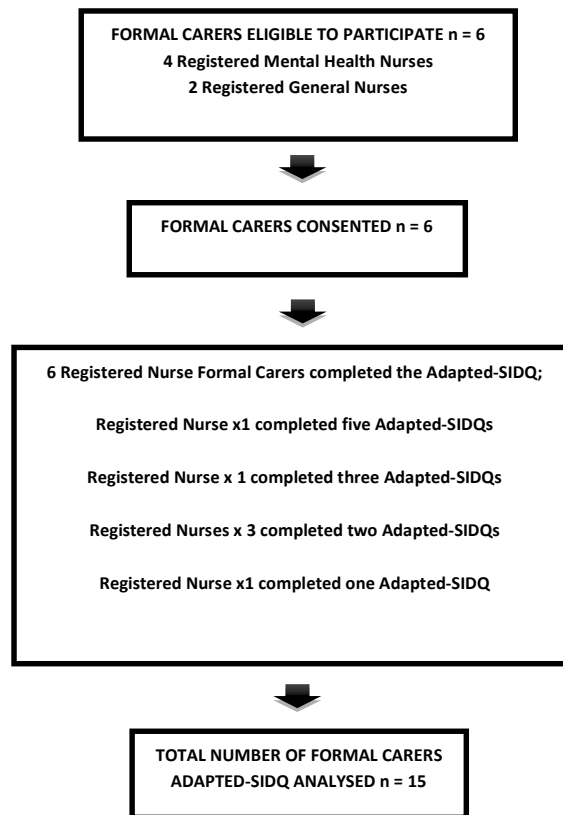 FORMAL CARERS ELIGIBLE TO PARTICIPATE n = 6
4 Registered Mental Health Nurses
2 Registered General Nurses
FORMAL CARERS CONSENTED n = 6
6 Registered Nurse Formal Carers completed the Adapted-SIDQ;
Registered Nurse x1 completed five Adapted-SIDQs
Registered Nurse x 1 completed three Adapted-SIDQs
Registered Nurses x 3 completed two Adapted-SIDQs
Registered Nurse x1 completed one Adapted-SIDQ
TOTAL NUMBER OF FORMAL CARERS
ADAPTED-SIDQ ANALYSED n = 15